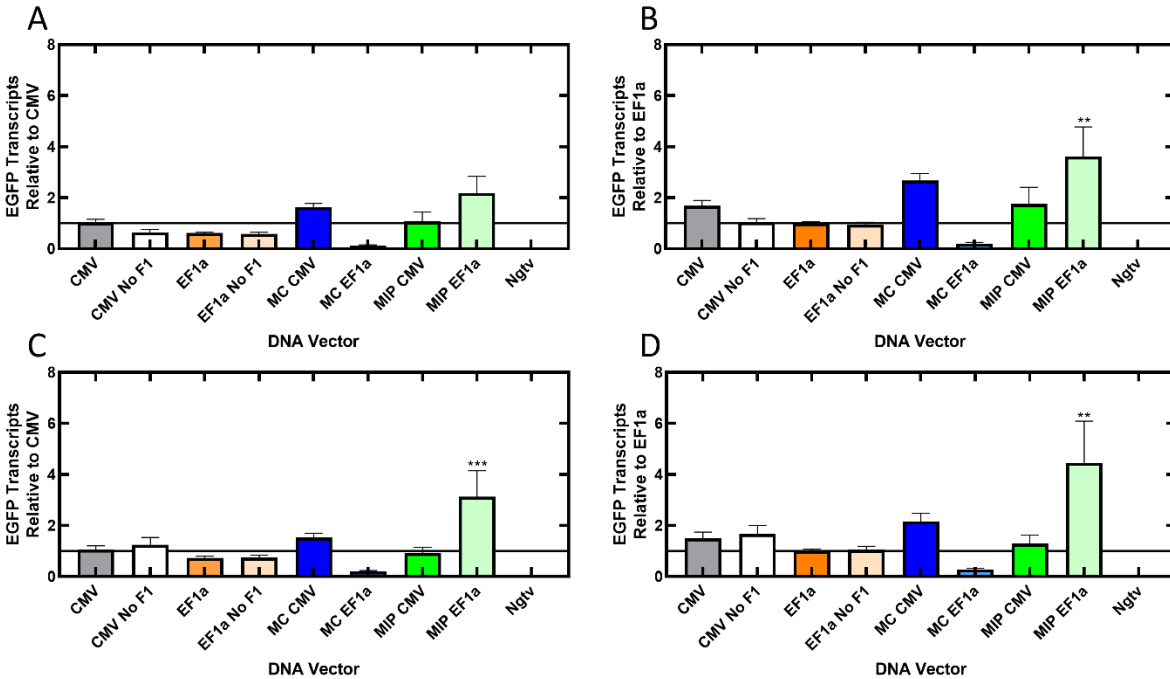 A
EGFP Transcripts
Relative to CMV
8
6
4
2
0
CMV
CMV No F1
EF1a
EF1a No F1
MC CMV
MC EF1a
MIP CMV
MIP EF1a
Ngtv
DNA Vector
B
EGFP Transcripts
Relative to EF1a
8
6
4
2
0
**
CMV
CMV No F1
EF1a
EF1a No F1
MC CMV
MC EF1a
MIP CMV
MIP EF1a
Ngtv
DNA Vector
C
EGFP Transcripts
Relative to CMV
8
6
4
2
0
***
CMV
CMV No F1
EF1a
EF1a No F1
MC CMV
MC EF1a
MIP CMV
MIP EF1a
Ngtv
DNA Vector
D
EGFP Transcripts
Relative to EF1a
8
6
4
2
0
**
CMV
CMV No F1
EF1a
EF1a No F1
MC CMV
MC EF1a
MIP CMV
MIP EF1a
Ngtv
DNA Vector